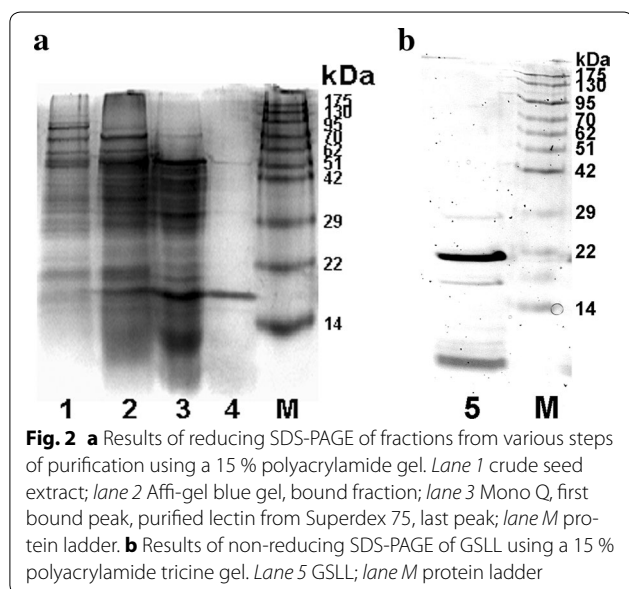 a
kDa
175
130
95
70
62
51
42
29
22
14
1 2 3 4 M
b
kDa
175
130
95
70
62
51
42
29
22
14
5 M
Fig. 2 a Results of reducing SDS-PAGE of fractions from various steps
of purification using a 15 % polyacrylamide gel. Lane 1 crude seed
extract; lane 2 Affi-gel blue gel, bound fraction; lane 3 Mono Q, first
bound peak, purified lectin from Superdex 75, last peak; lane M pro-
tein ladder. b Results of non-reducing SDS-PAGE of GSLL using a 15 %
polyacrylamide tricine gel. Lane 5 GSLL; lane M protein ladder